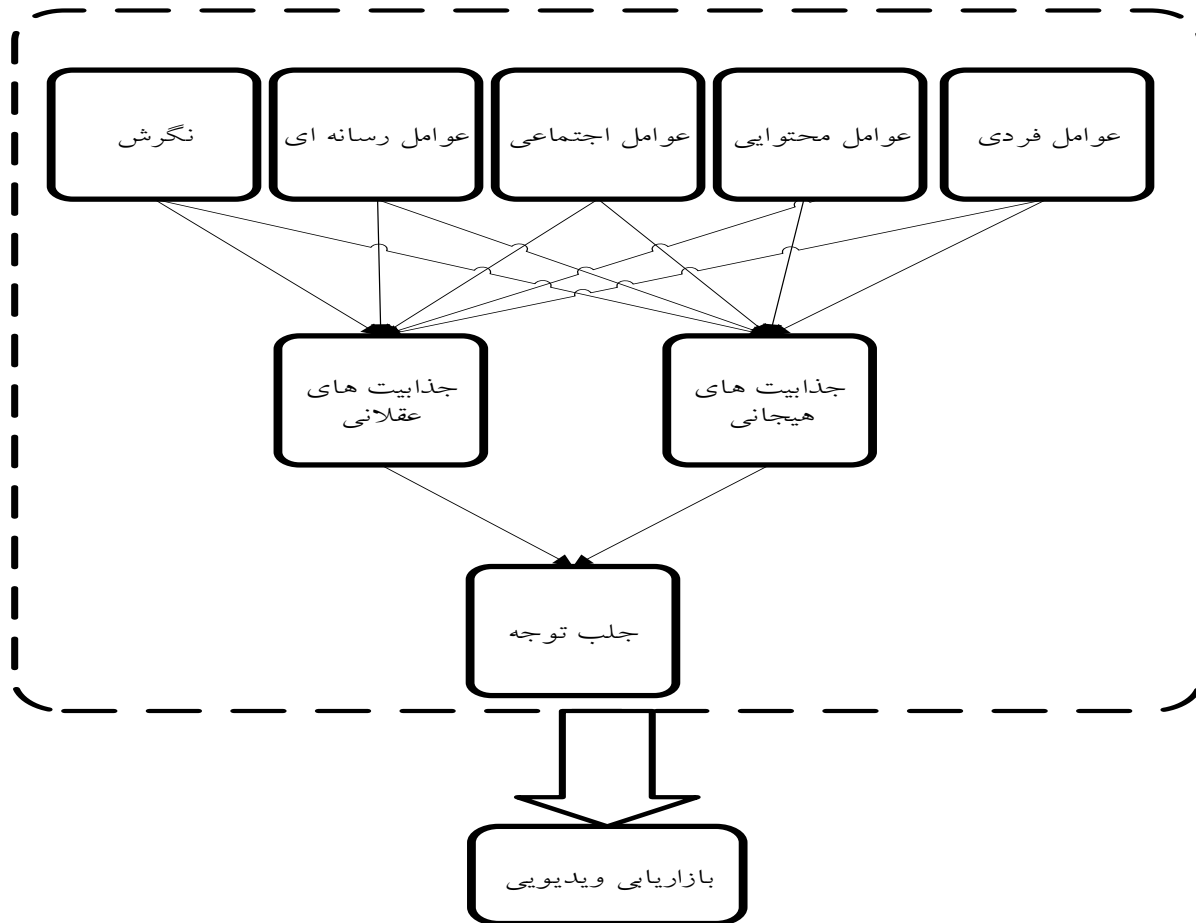 عوامل فردی
عوامل محتوایی
عوامل اجتماعی
عوامل رسانه ای
نگرش
جذابیت های
هیجانی
جذابیت های
عقلانی
جلب توجه
بازاریابی ویدیویی